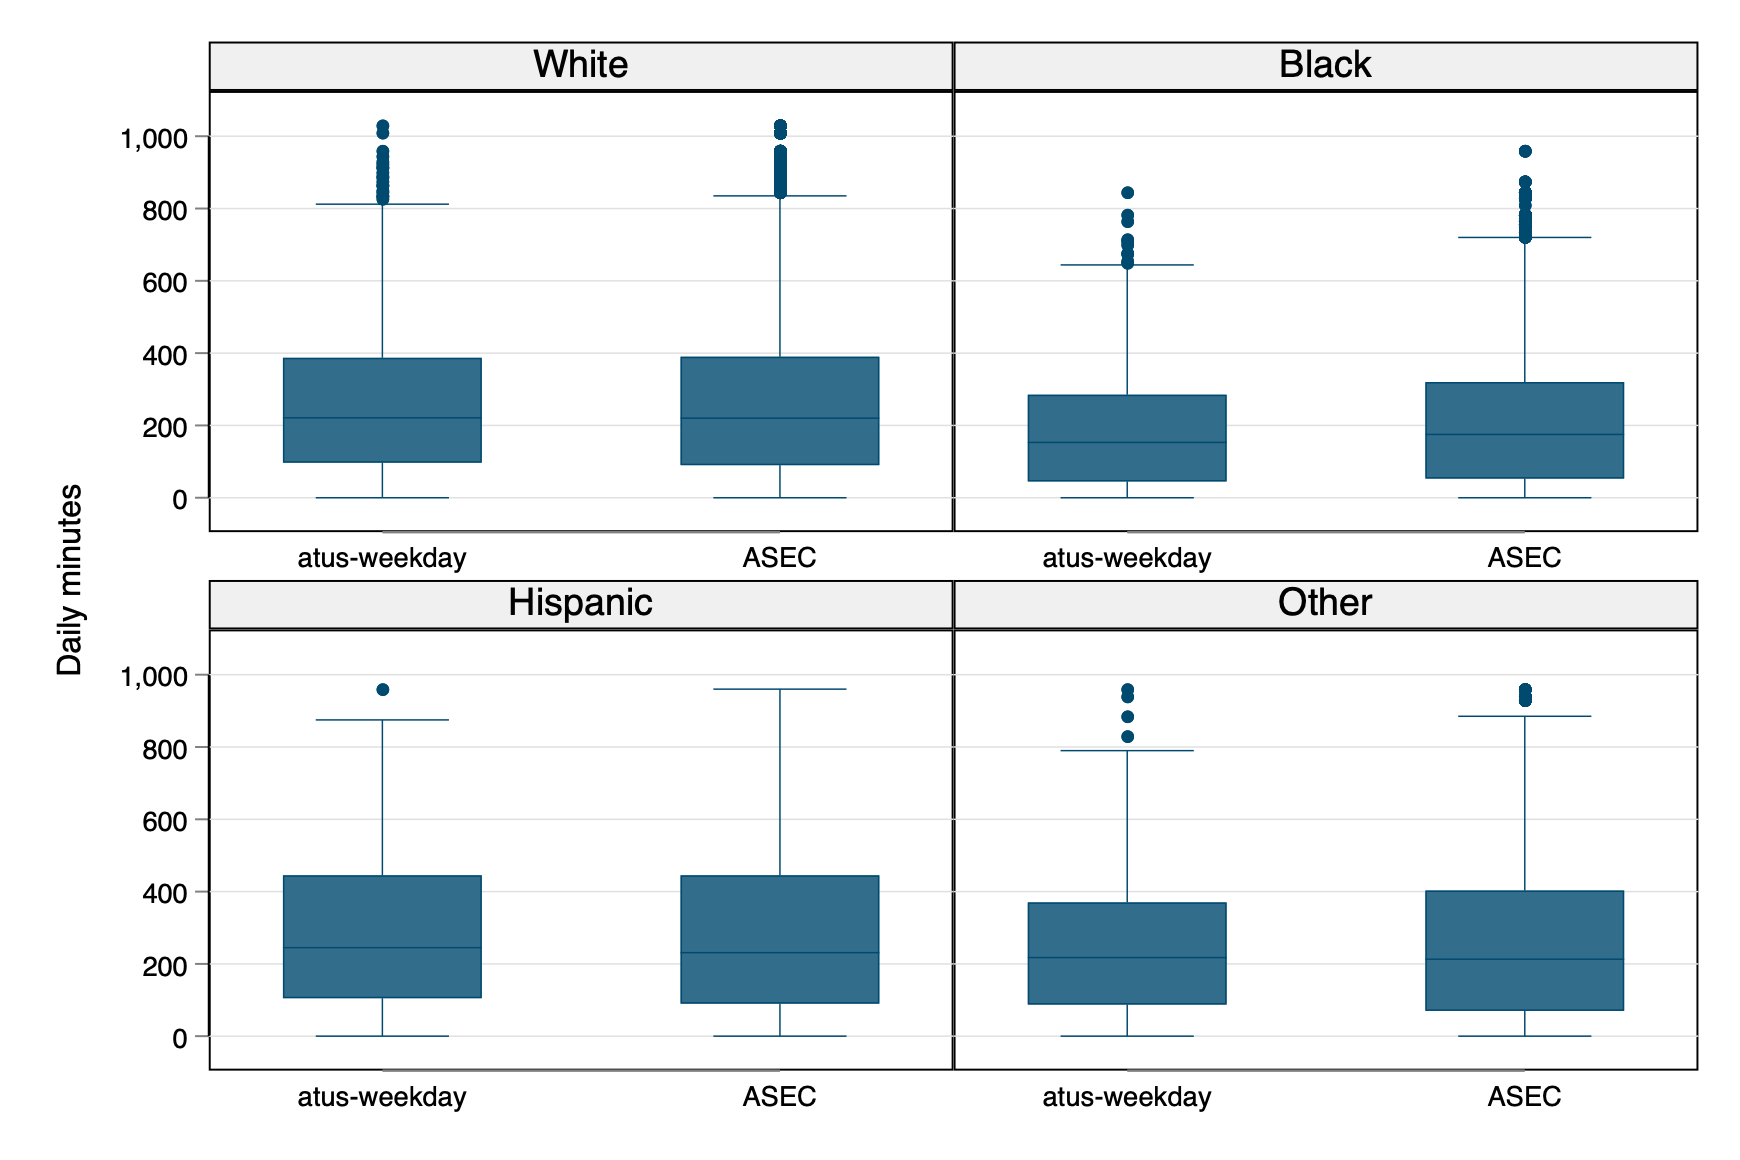 White
Black
1,000
800
600
400
200
0
atus-weekday
ASEC
atus-weekday
ASEC
Daily minutes
Hispanic
Other
1,000
800
600
400
200
0
atus-weekday
ASEC
atus-weekday
ASEC